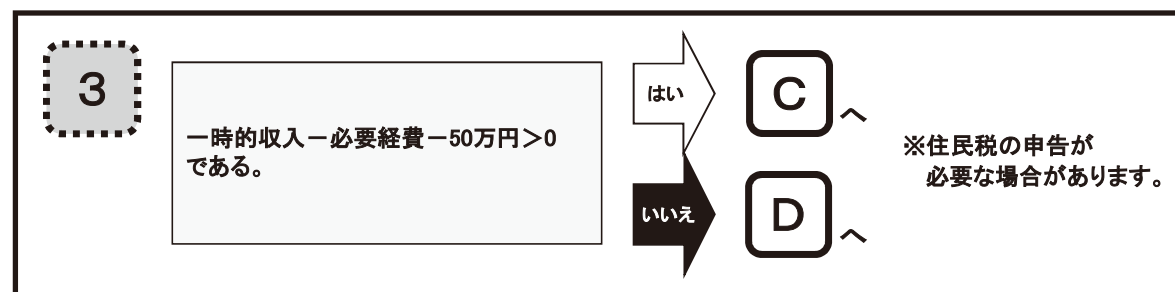 3
一時的収入－必要経費－50万円＞0
である。
はい
C へ
いいえ
D へ
※住民税の申告が
必要な場合があります。